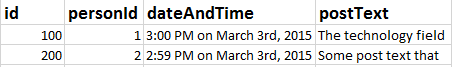 id personId dateAndTime postText
100 1 3:00 PM on March 3rd, 2015 The technology field
200 2 2:59 PM on March 3rd, 2015 Some post text that